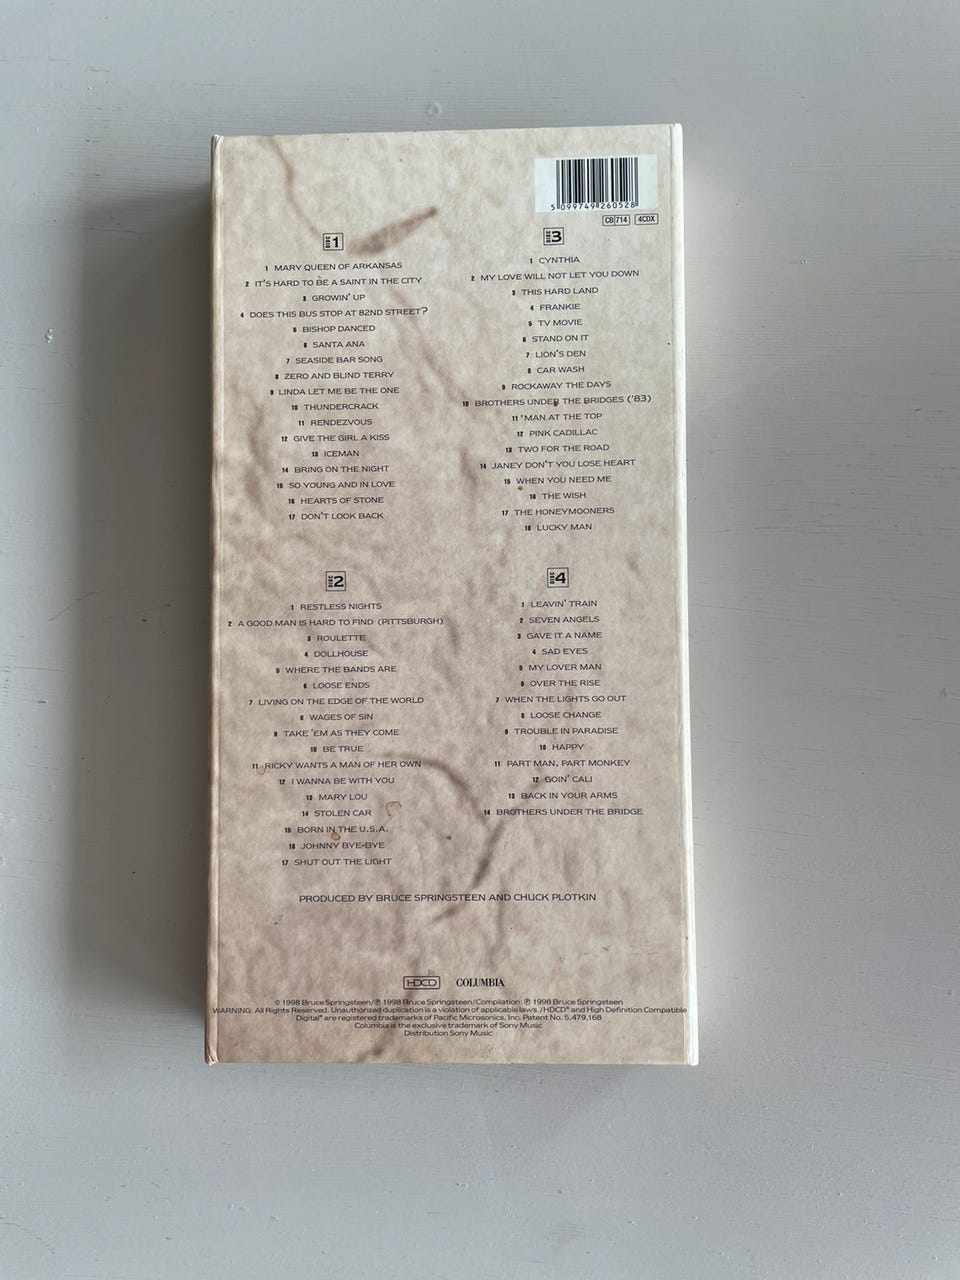 5 099749 260528
CB 714 4CDX
DISC 1
1 MARY QUEEN OF ARKANSAS
2 IT'S HARD TO BE A SAINT IN THE CITY
3 GROWIN' UP
4 DOES THIS BUS STOP AT 82ND STREET?
5 BISHOP DANCED
6 SANTA ANA
7 SEASIDE BAR SONG
8 ZERO AND BLIND TERRY
9 LINDA LET ME BE THE ONE
10 THUNDERCRACK
11 RENDEZVOUS
12 GIVE THE GIRL A KISS
13 ICEMAN
14 BRING ON THE NIGHT
15 SO YOUNG AND IN LOVE
16 HEARTS OF STONE
17 DON'T LOOK BACK
DISC 2
1 RESTLESS NIGHTS
2 A GOOD MAN IS HARD TO FIND (PITTSBURGH)
3 ROULETTE
4 DOLLHOUSE
5 WHERE THE BANDS ARE
6 LOOSE ENDS
7 LIVING ON THE EDGE OF THE WORLD
8 WAGES OF SIN
9 TAKE 'EM AS THEY COME
10 BE TRUE
11 RICKY WANTS A MAN OF HER OWN
12 I WANNA BE WITH YOU
13 MARY LOU
14 STOLEN CAR
15 BORN IN THE U.S.A.
16 JOHNNY BYE-BYE
17 SHUT OUT THE LIGHT
DISC 3
1 CYNTHIA
2 MY LOVE WILL NOT LET YOU DOWN
3 THIS HARD LAND
4 FRANKIE
5 TV MOVIE
6 STAND ON IT
7 LION'S DEN
8 CAR WASH
9 ROCKAWAY THE DAYS
10 BROTHERS UNDER THE BRIDGES ('83)
11 MAN AT THE TOP
12 PINK CADILLAC
13 TWO FOR THE ROAD
14 JANEY DON'T YOU LOSE HEART
15 WHEN YOU NEED ME
16 THE WISH
17 THE HONEYMOONERS
18 LUCKY MAN
DISC 4
1 LEAVIN' TRAIN
2 SEVEN ANGELS
3 GAVE IT A NAME
4 SAD EYES
5 MY LOVER MAN
6 OVER THE RISE
7 WHEN THE LIGHTS GO OUT
8 LOOSE CHANGE
9 TROUBLE IN PARADISE
10 HAPPY
11 PART MAN, PART MONKEY
12 GOIN' CALI
13 BACK IN YOUR ARMS
14 BROTHERS UNDER THE BRIDGE
PRODUCED BY BRUCE SPRINGSTEEN AND CHUCK PLOTKIN
HDCD COLUMBIA
© 1998 Bruce Springsteen/℗ 1998 Bruce Springsteen/Compilation: ℗ 1998 Bruce Springsteen
WARNING: All Rights Reserved. Unauthorized duplication is a violation of applicable laws./HDCD® and High Definition Compatible
Digital® are registered trademarks of Pacific Microsonics, Inc. Patent No. 5,479,168
Columbia is the exclusive trademark of Sony Music
Distribution Sony Music